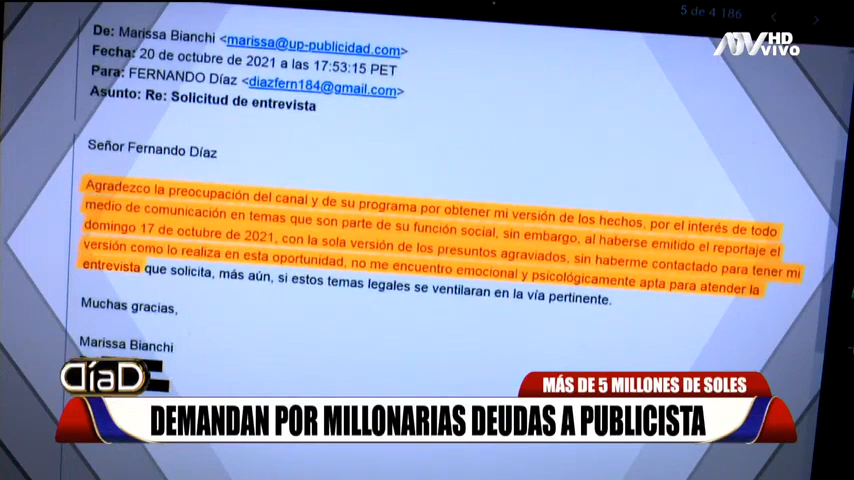 5 de 4 186
ATV HD
VIVO
De: Marissa Bianchi <marissa@up-publicidad.com>
Fecha: 20 de octubre de 2021 a las 17:53:15 PET
Para: FERNANDO Díaz <diazfern184@gmail.com>
Asunto: Re: Solicitud de entrevista
Señor Fernando Díaz
Agradezco la preocupación del canal y de su programa por obtener mi versión de los hechos, por el interés de todo
medio de comunicación en temas que son parte de su función social, sin embargo, al haberse emitido el reportaje el
domingo 17 de octubre de 2021, con la sola versión de los presuntos agraviados, sin haberme contactado para tener mi
versión como lo realiza en esta oportunidad, no me encuentro emocional y psicológicamente apta para atender la
entrevista que solicita, más aún, si estos temas legales se ventilaran en la vía pertinente.
Muchas gracias,
Marissa Bianchi
DíaD
MÁS DE 5 MILLONES DE SOLES
DEMANDAN POR MILLONARIAS DEUDAS A PUBLICISTA